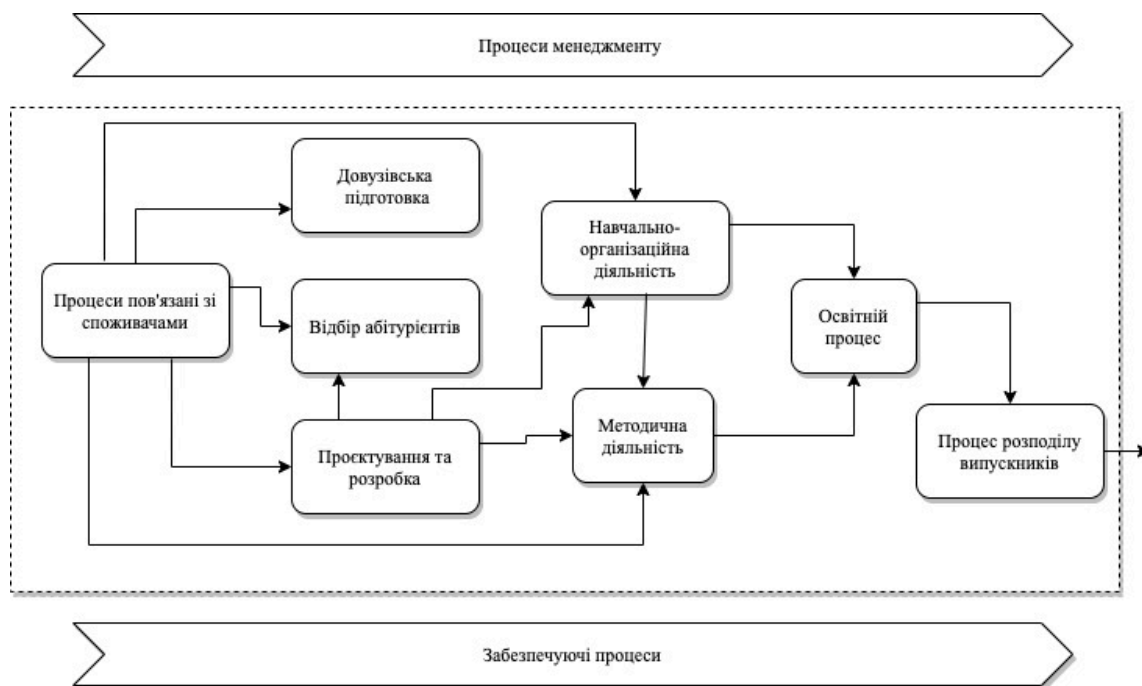 Процеси менеджменту
Довузівська
підготовка
Навчально-
організаційна
діяльність
Процеси пов'язані зі
споживачами
Відбір абітурієнтів
Освітній
процес
Проєктування та
розробка
Методична
діяльність
Процес розподілу
випускників
Забезпечуючі процеси